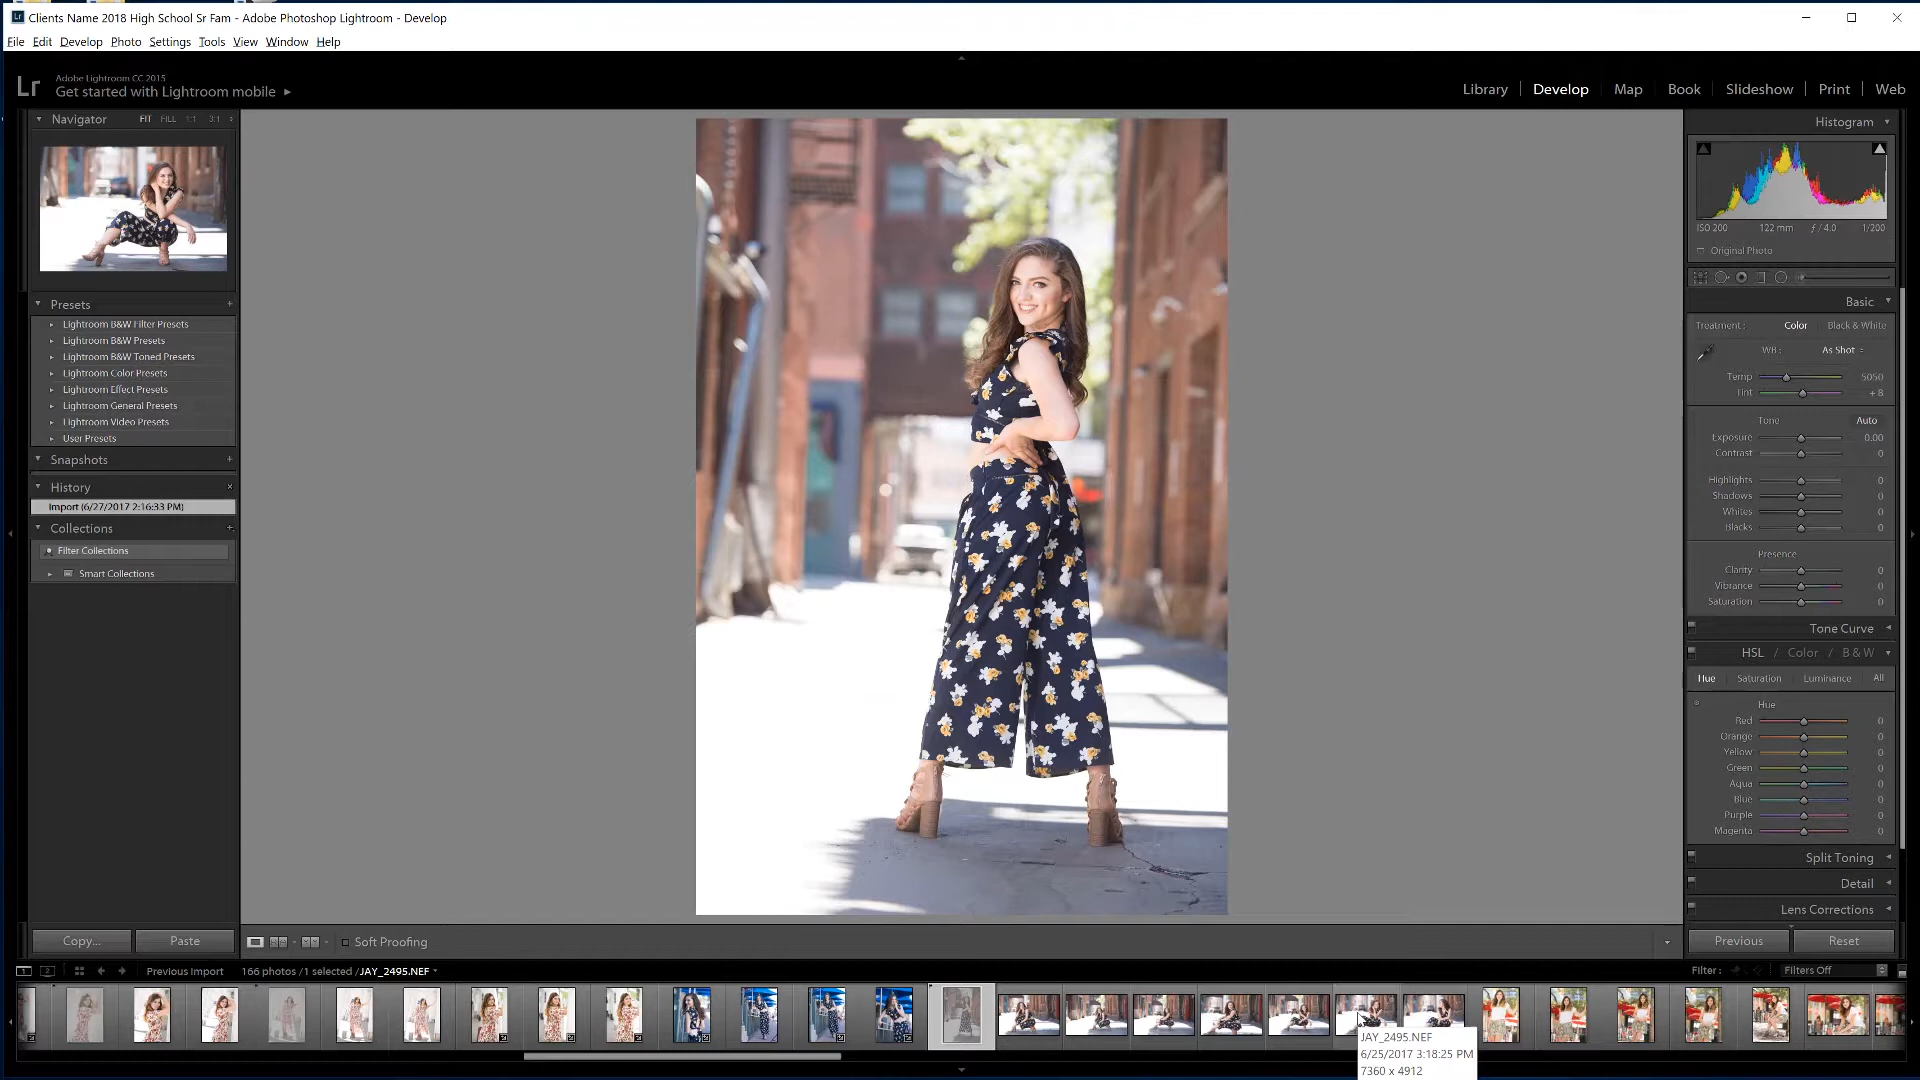 Clients Name 2018 High School Sr Fam - Adobe Photoshop Lightroom - Develop
File Edit Develop Photo Settings Tools View Window Help
Lr
Adobe Lightroom CC 2015
Get started with Lightroom mobile
Library Develop Map Book Slideshow Print Web
Navigator FIT FILL 1:1 3:1
Presets
Lightroom B&W Filter Presets
Lightroom B&W Presets
Lightroom B&W Toned Presets
Lightroom Color Presets
Lightroom Effect Presets
Lightroom General Presets
Lightroom Video Presets
User Presets
Snapshots
History
Import (6/27/2017 2:16:33 PM)
Collections
Filter Collections
Smart Collections
Copy... Paste
Histogram
ISO 200 122 mm ƒ / 4.0 1/200
Original Photo
Basic
Treatment : Color Black & White
WB : As Shot
Temp 5050
Tint + 8
Tone Auto
Exposure 0.00
Contrast 0
Highlights 0
Shadows 0
Whites 0
Blacks 0
Presence
Clarity 0
Vibrance 0
Saturation 0
Tone Curve
HSL / Color / B & W
Hue Saturation Luminance All
Hue
Red 0
Orange 0
Yellow 0
Green 0
Aqua 0
Blue 0
Purple 0
Magenta 0
Split Toning
Detail
Lens Corrections
Previous Reset
Soft Proofing
1 2 Previous Import 166 photos /1 selected /JAY_2495.NEF
Filter : Filters Off
JAY_2495.NEF
6/25/2017 3:18:25 PM
7360 x 4912